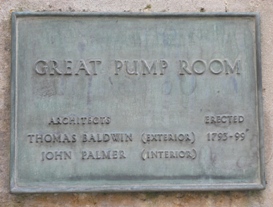 GREAT PUMP ROOM
ARCHITECTS ERECTED
THOMAS BALDWIN (EXTERIOR) 1795-99
JOHN PALMER (INTERIOR)